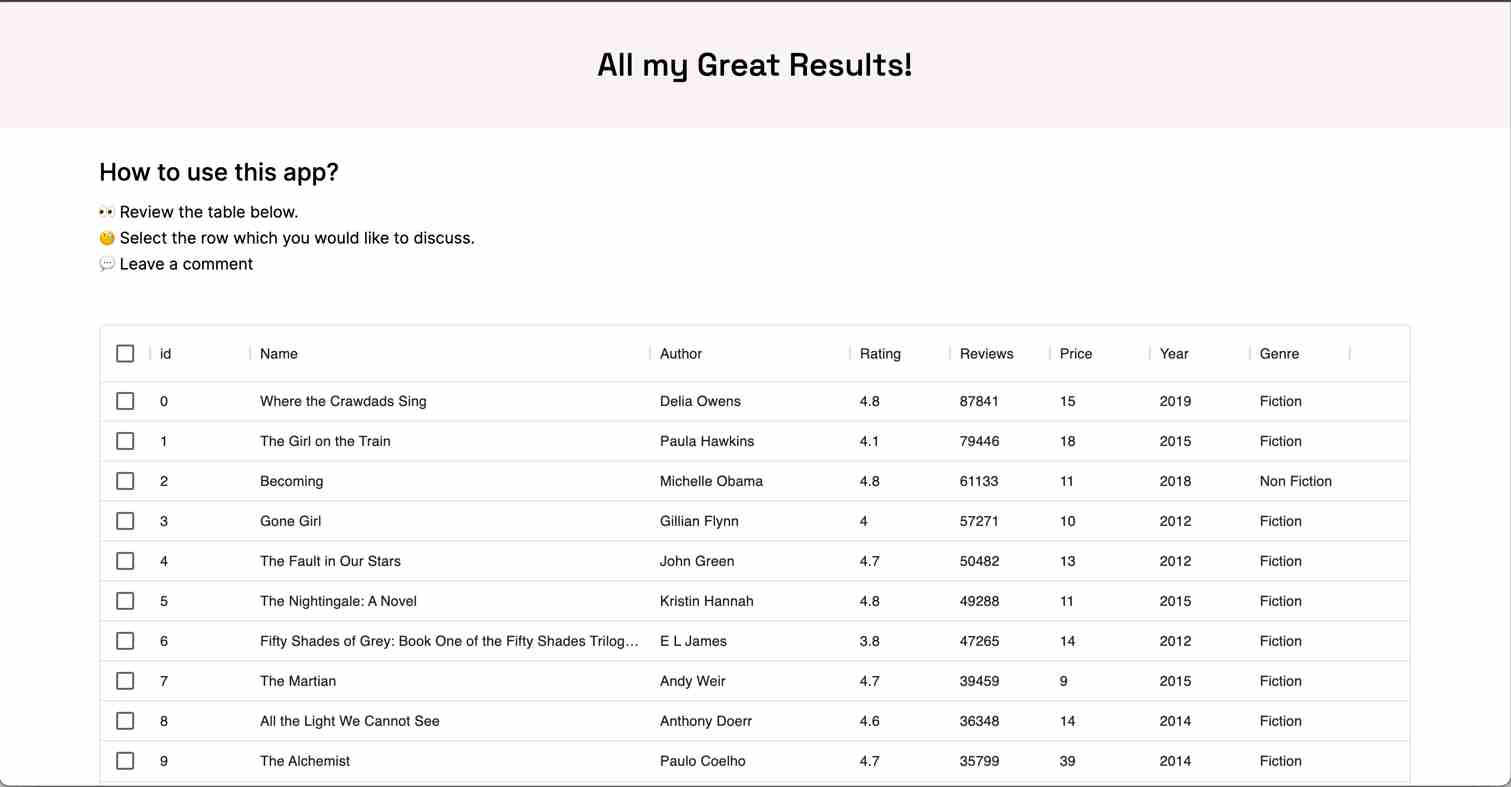 All my Great Results!
How to use this app?
👀 Review the table below.
🧐 Select the row which you would like to discuss.
💬 Leave a comment
id Name Author Rating Reviews Price Year Genre
0 Where the Crawdads Sing Delia Owens 4.8 87841 15 2019 Fiction
1 The Girl on the Train Paula Hawkins 4.1 79446 18 2015 Fiction
2 Becoming Michelle Obama 4.8 61133 11 2018 Non Fiction
3 Gone Girl Gillian Flynn 4 57271 10 2012 Fiction
4 The Fault in Our Stars John Green 4.7 50482 13 2012 Fiction
5 The Nightingale: A Novel Kristin Hannah 4.8 49288 11 2015 Fiction
6 Fifty Shades of Grey: Book One of the Fifty Shades Trilog... E L James 3.8 47265 14 2012 Fiction
7 The Martian Andy Weir 4.7 39459 9 2015 Fiction
8 All the Light We Cannot See Anthony Doerr 4.6 36348 14 2014 Fiction
9 The Alchemist Paulo Coelho 4.7 35799 39 2014 Fiction